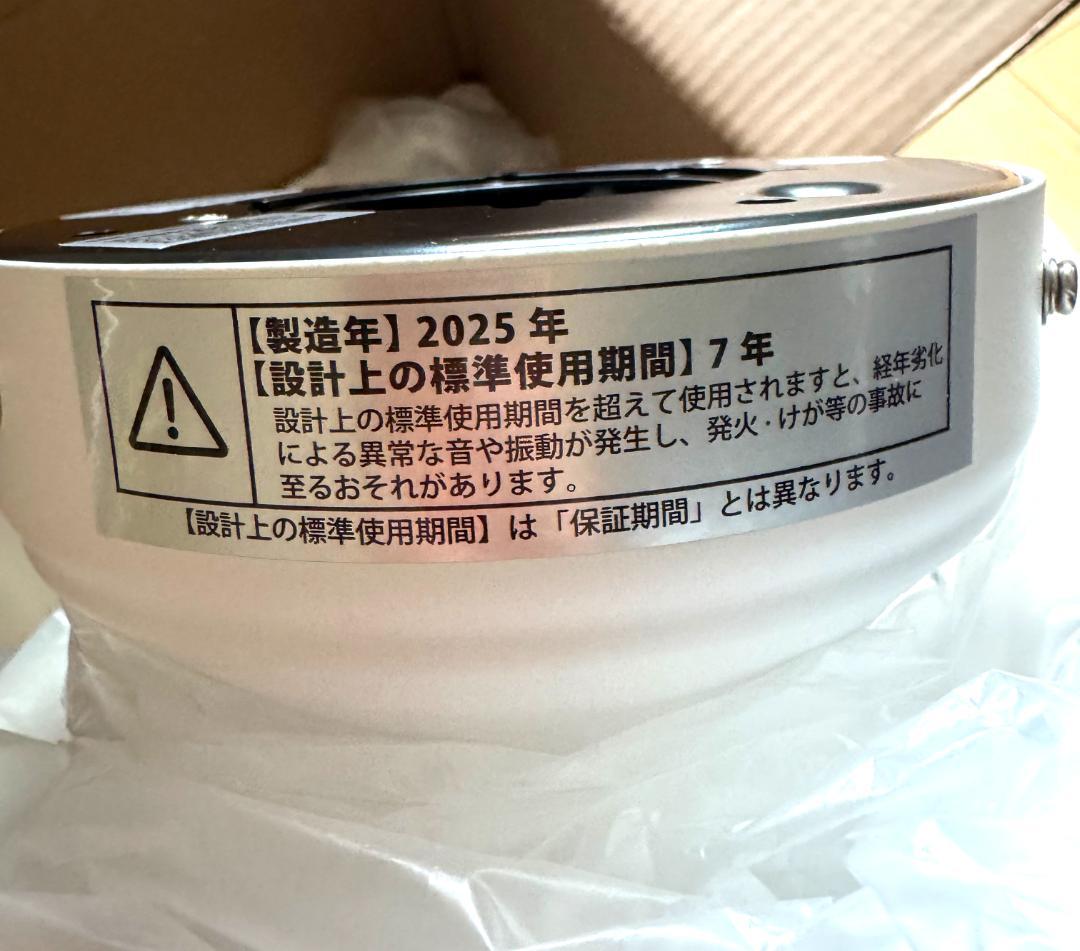 【製造年】2025 年
【設計上の標準使用期間】7 年
設計上の標準使用期間を超えて使用されますと、経年劣化
による異常な音や振動が発生し、発火・けが等の事故に
至るおそれがあります。
【設計上の標準使用期間】は「保証期間」とは異なります。